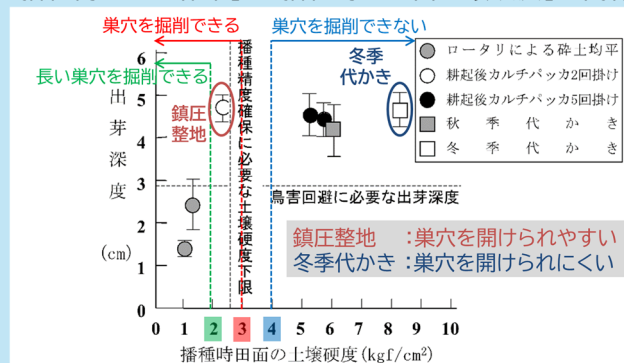 巣穴を掘削できる
巣穴を掘削できない
長い巣穴を掘削できる
鎮圧
整地
冬季
代かき
ロータリによる砕土均平
耕起後カルチパッカ2回掛け
耕起後カルチパッカ5回掛け
秋季代かき
冬季代かき
播種精度確保に必要な土壌硬度下限
鳥害回避に必要な出芽深度
鎮圧整地 :巣穴を開けられやすい
冬季代かき:巣穴を開けられにくい
出芽深度
(cm)
6
5
4
3
2
1
0
0 1 2 3 4 5 6 7 8 9 10
播種時田面の土壌硬度(kgf/cm²)